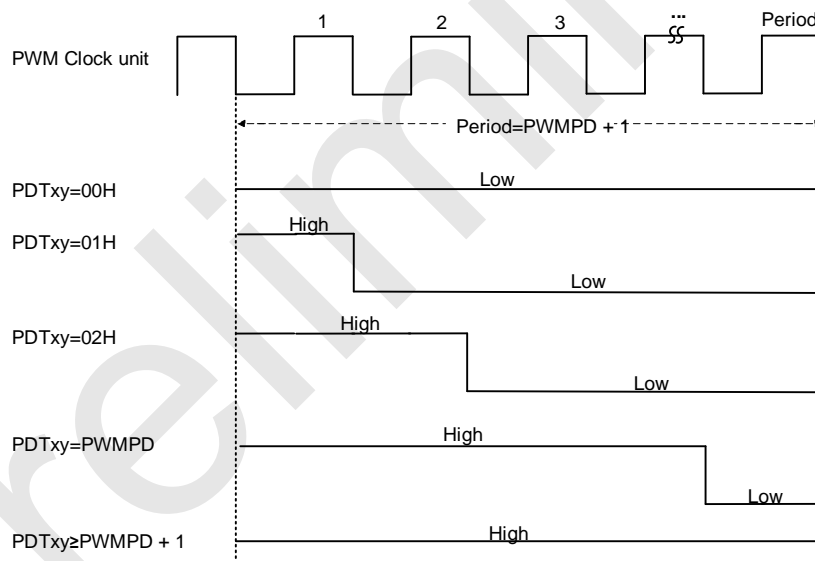 1 2 3 ... Period
PWM Clock unit
Period=PWMPD + 1
PDTxy=00H
Low
High
PDTxy=01H
Low
High
PDTxy=02H
Low
High
PDTxy=PWMPD
Low
High
PDTxy≥PWMPD + 1
relimi